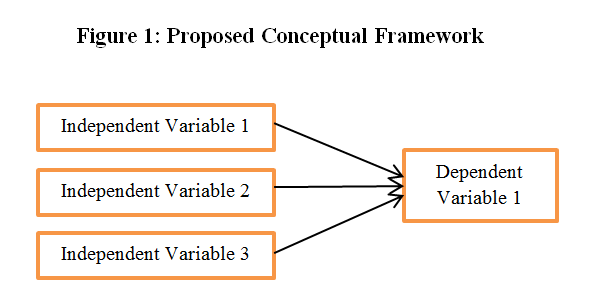 Figure 1: Proposed Conceptual Framework
Independent Variable 1
Independent Variable 2
Independent Variable 3
Dependent
Variable 1